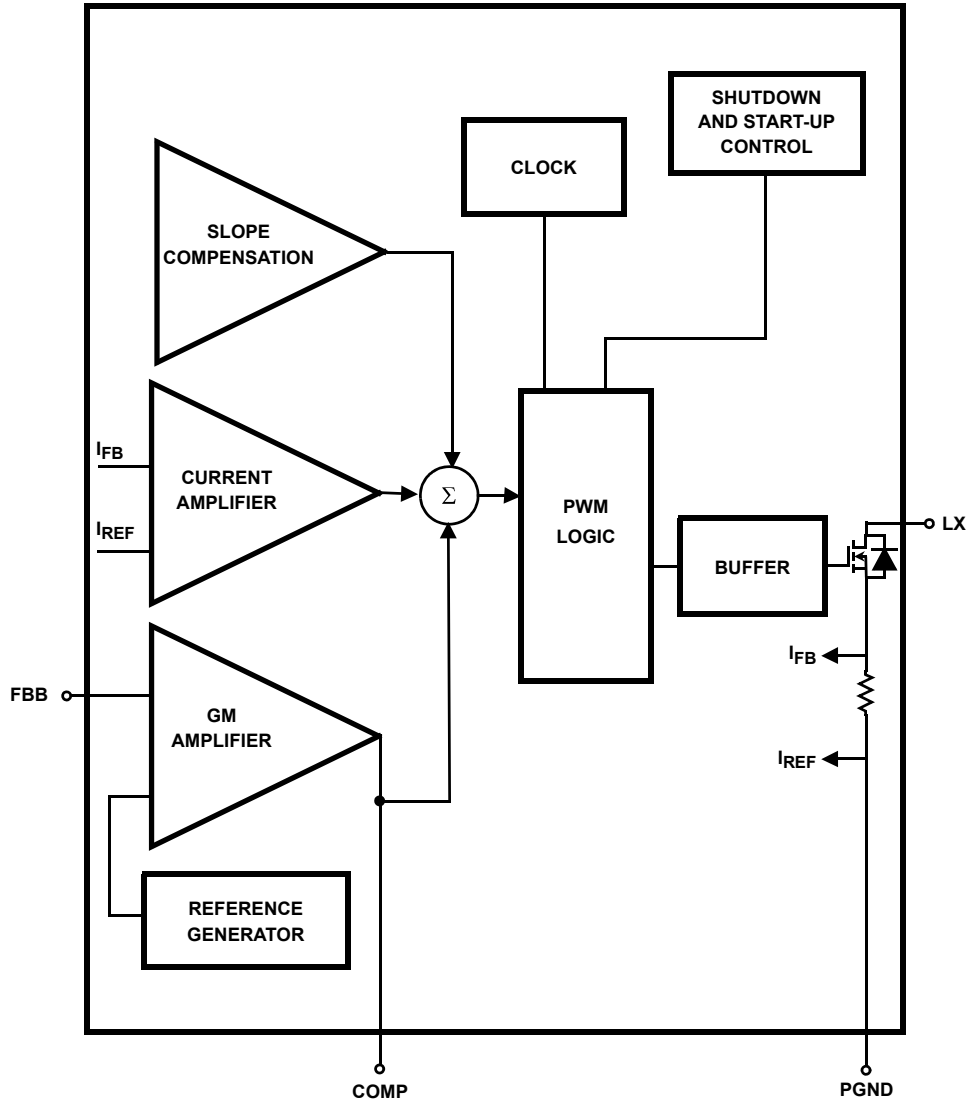 SHUTDOWN
AND START-UP
CONTROL
CLOCK
SLOPE
COMPENSATION
IFB
CURRENT
AMPLIFIER
IREF
Σ
PWM
LOGIC
LX
BUFFER
IFB
FBB
GM
AMPLIFIER
IREF
REFERENCE
GENERATOR
COMP
PGND